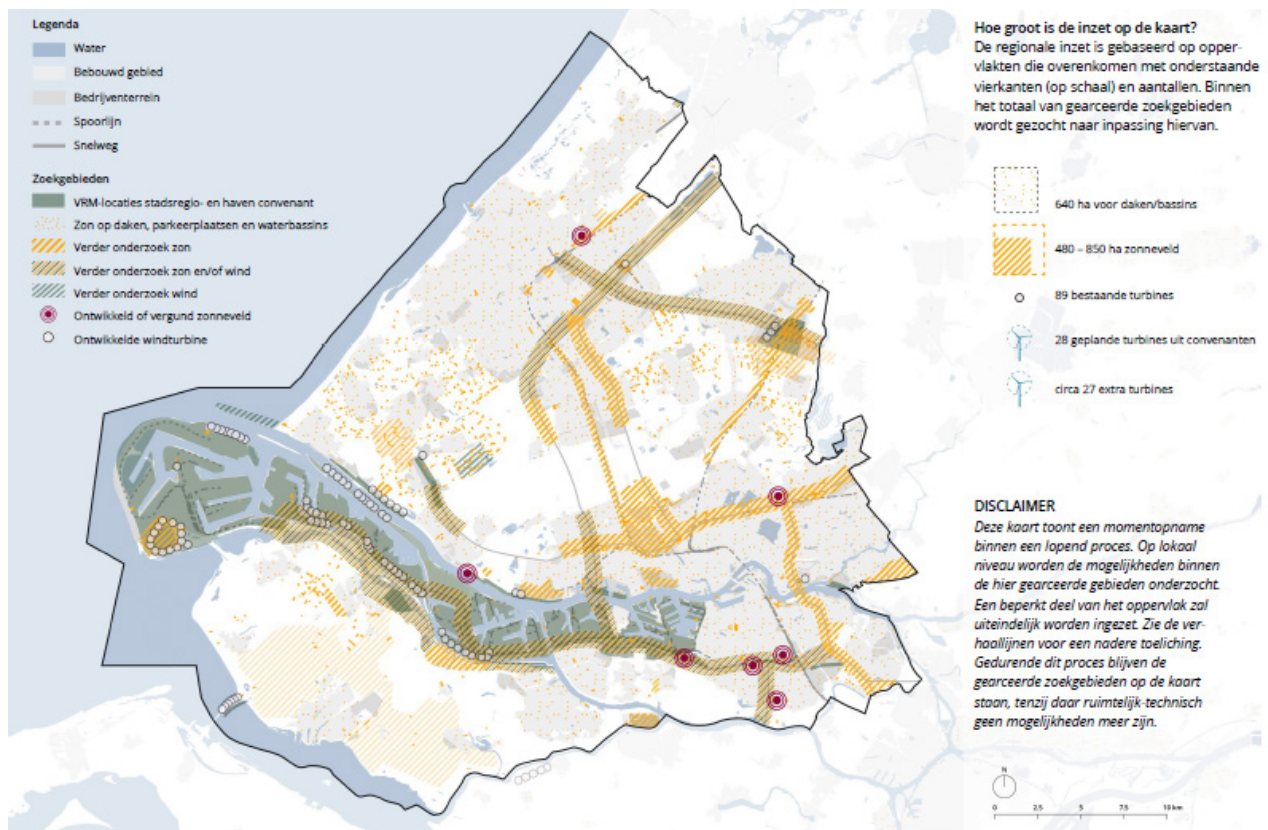 Legenda
Water
Bebouwd gebied
Bedrijventerrein
Spoorlijn
Snelweg
Zoekgebieden
VRM-locaties stadsregio- en haven convenant
Zon op daken, parkeerplaatsen en waterbassins
Verder onderzoek zon
Verder onderzoek zon en/of wind
Verder onderzoek wind
Ontwikkeld of vergund zonneveld
Ontwikkelde windturbine
Hoe groot is de inzet op de kaart?
De regionale inzet is gebaseerd op opper-
vlakten die overenkomen met onderstaande
vierkanten (op schaal) en aantallen. Binnen
het totaal van gearceerde zoekgebieden
wordt gezocht naar inpassing hiervan.
640 ha voor daken/bassins
480 – 850 ha zonneveld
89 bestaande turbines
28 geplande turbines uit convenanten
circa 27 extra turbines
DISCLAIMER
Deze kaart toont een momentopname
binnen een lopend proces. Op lokaal
niveau worden de mogelijkheden binnen
de hier gearceerde gebieden onderzocht.
Een beperkt deel van het oppervlak zal
uiteindelijk worden ingezet. Zie de ver-
haallijnen voor een nadere toeliching.
Gedurende dit proces blijven de
gearceerde zoekgebieden op de kaart
staan, tenzij daar ruimtelijk-technisch
geen mogelijkheden meer zijn.
N
0 2.5 5 7.5 10 km